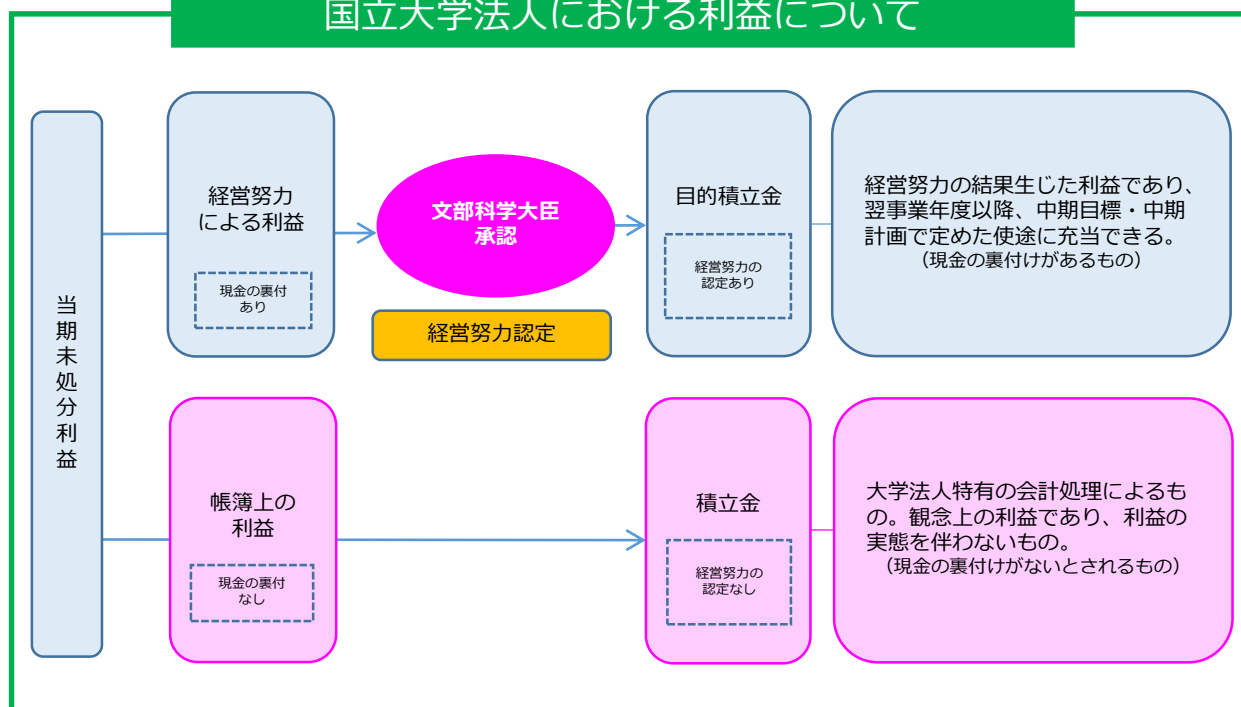 国立大学法人における利益について
当
期
未
処
分
利
益
経営努力
による利益
現金の裏付
あり
文部科学大臣
承認
経営努力認定
目的積立金
経営努力の
認定あり
経営努力の結果生じた利益であり、
翌事業年度以降、中期目標・中期
計画で定めた使途に充当できる。
（現金の裏付けがあるもの）
帳簿上の
利益
現金の裏付
なし
積立金
経営努力の
認定なし
大学法人特有の会計処理によるも
の。観念上の利益であり、利益の
実態を伴わないもの。
（現金の裏付けがないとされるもの）